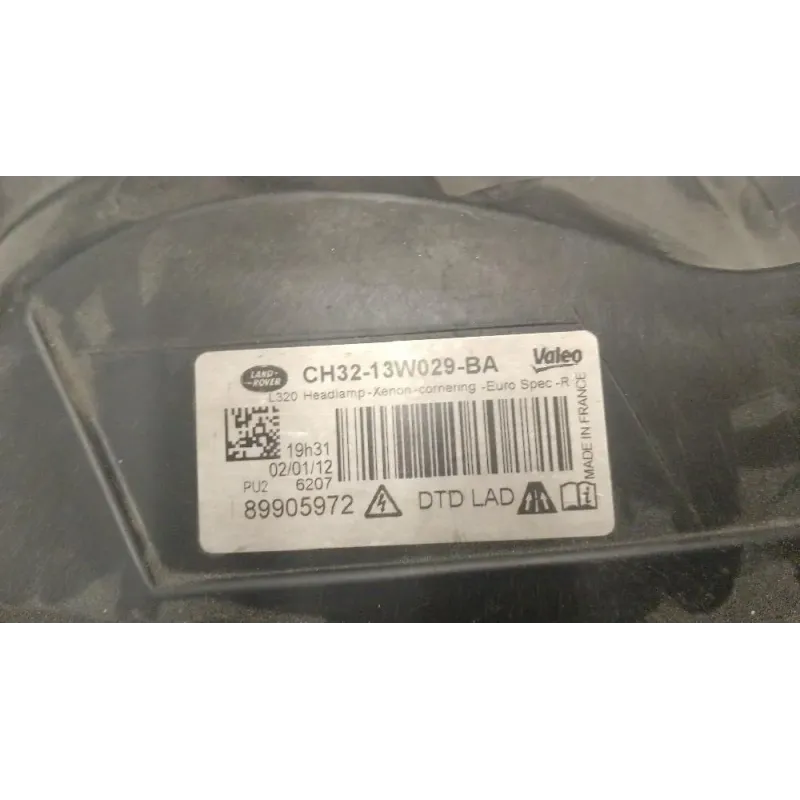 LAND-
ROVER
CH32-13W029-BA
Valeo
L320 Headlamp-Xenon-cornering -Euro Spec -R
19h31
02/01/12
PU2 6207
89905972
DTD LAD
MADE IN FRANCE